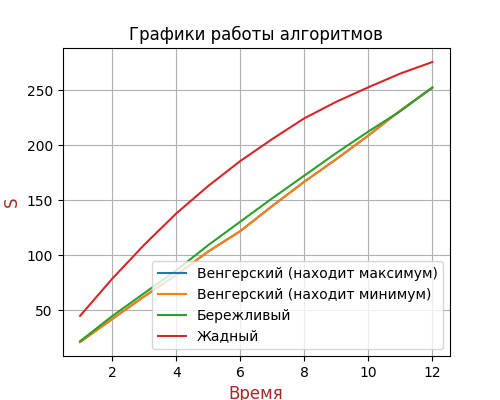 Графики работы алгоритмов
250
200
150
100
50
S
Венгерский (находит максимум)
Венгерский (находит минимум)
Бережливый
Жадный
2 4 6 8 10 12
Время